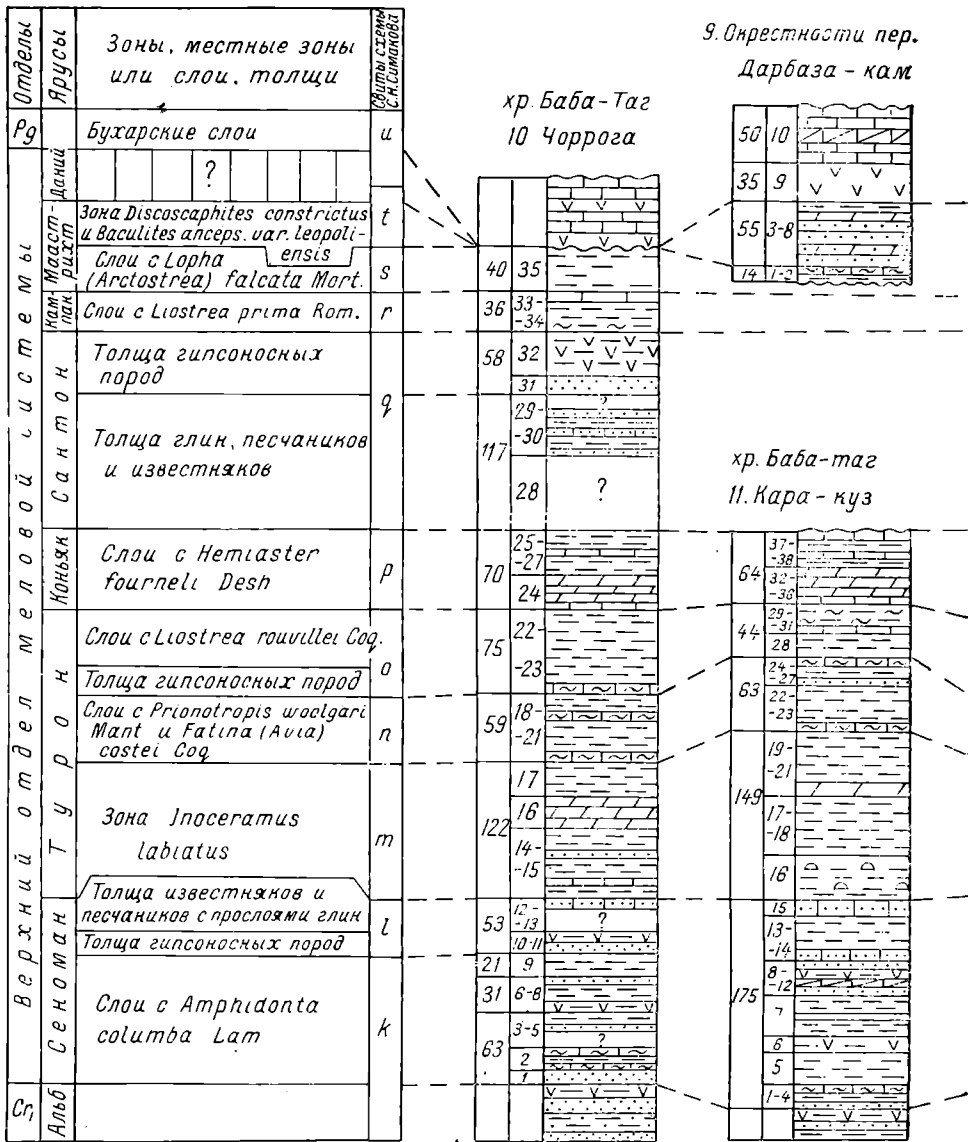 Отделы
Ярусы
Зоны, местные зоны
или слои, толщи
Свиты схемы
С.Н.Симакова
Pg
Бухарские слои
u
Верхний отдел меловой системы
Даний
?
Маастрихт
Зона Discoscaphites constrictus
и Baculites anceps. var. leopoli-
ensis
t
Слои с Lopha
(Arctostrea) falcata Mort.
s
Кампан
Слои с Liostrea prima Rom.
r
Сантон
Толща гипсоносных
пород
q
Толща глин, песчаников
и известняков
Коньяк
Слои с Hemiaster
fourneli Desh
p
Турон
Слои с Liostrea rouvillei Coq.
o
Толща гипсоносных пород
Слои с Prionotropis woolgari
Mant и Fatina (Avia)
costei Coq
n
Зона Jnoceramus
labiatus
m
Сеноман
Толща известняков и
песчаников с прослоями глин
l
Толща гипсоносных пород
Слои с Amphidonta
columba Lam
k
Cr₁
Альб
хр. Баба-Таг
10 Чоррога
40 35
36 33-
-34
58 32
31
?
117 29-
-30
28 ?
70 25-
-27
24
75 22-
-23
59 18-
-21
122 17
16
14-
-15
53 12-
-13 ?
10-11
21 9
31 6-8
63 3-5
?
2
1
9. Окрестности пер.
Дарбаза-кам
50 10
35 9
55 3-8
14 1-2
хр. Баба-таг
11. Кара-куз
64 37-
-38
32-
-36
44 29-
-31
28
63 24-
-27
22-
-23
149 19-
-21
17-
-18
16
175 15
13-
-14
8-
-12
7
6
5
1-4